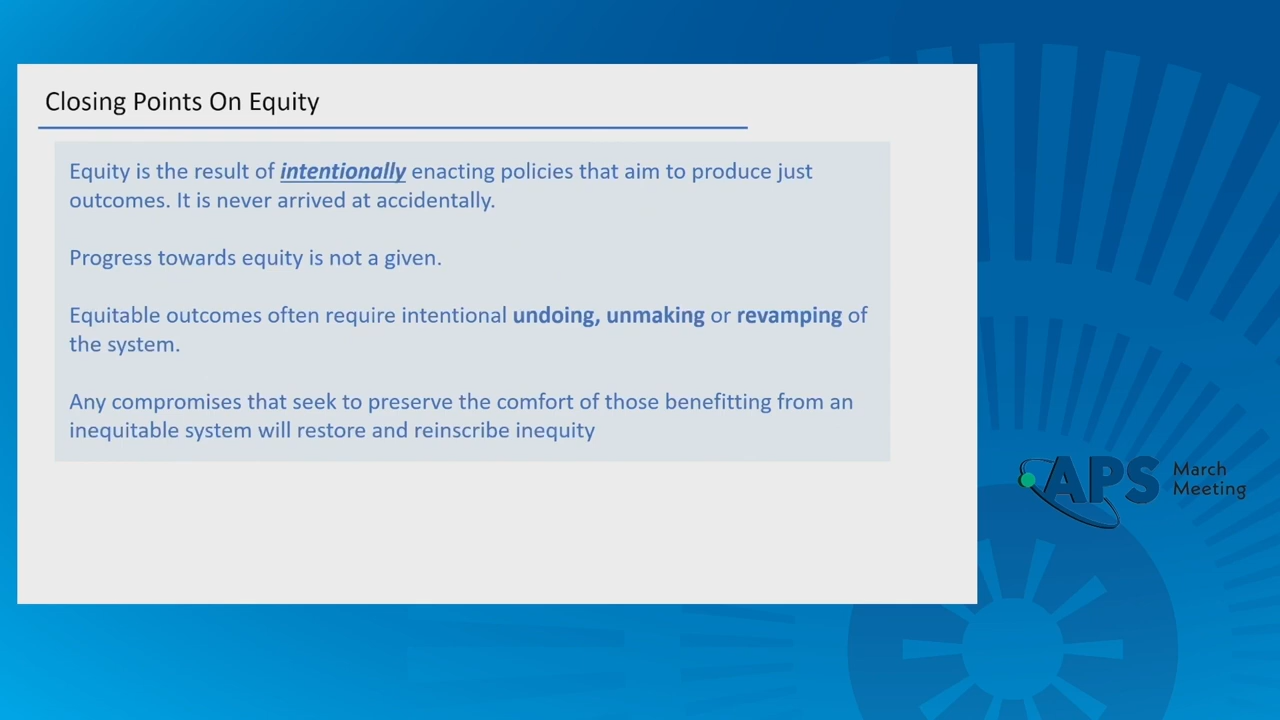 Closing Points On Equity
Equity is the result of intentionally enacting policies that aim to produce just
outcomes. It is never arrived at accidentally.
Progress towards equity is not a given.
Equitable outcomes often require intentional undoing, unmaking or revamping of
the system.
Any compromises that seek to preserve the comfort of those benefitting from an
inequitable system will restore and reinscribe inequity
APS March
Meeting